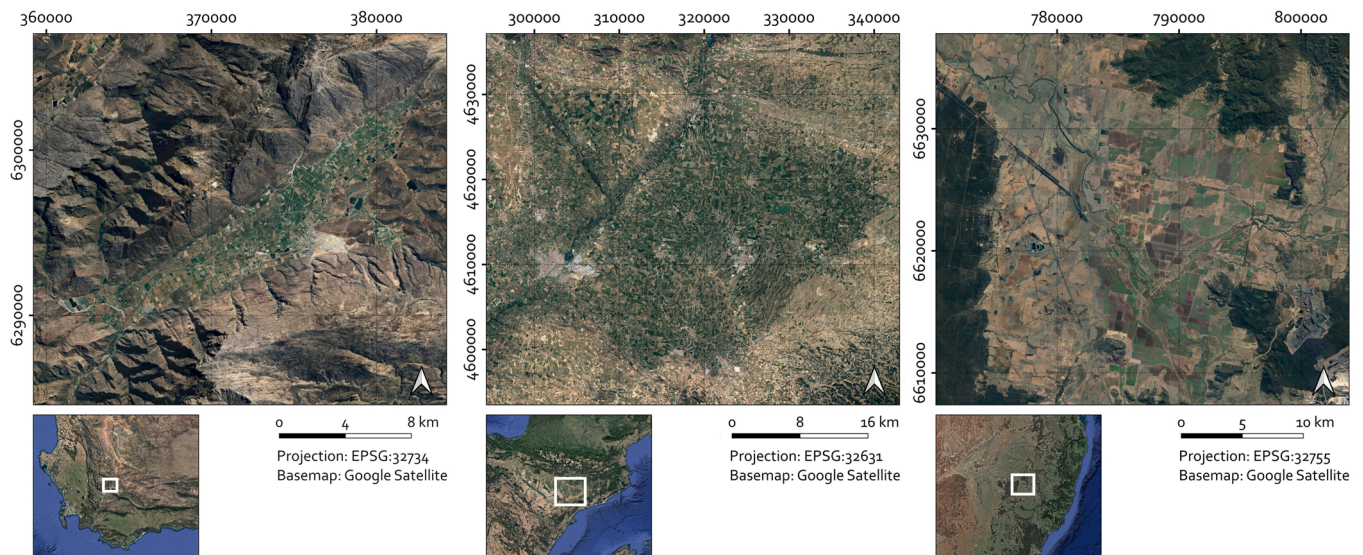 360000 370000 380000
6300000
6290000
0 4 8 km
Projection: EPSG:32734
Basemap: Google Satellite
300000 310000 320000 330000 340000
4630000
4620000
4610000
4600000
0 8 16 km
Projection: EPSG:32631
Basemap: Google Satellite
780000 790000 800000
6630000
6620000
6610000
0 5 10 km
Projection: EPSG:32755
Basemap: Google Satellite